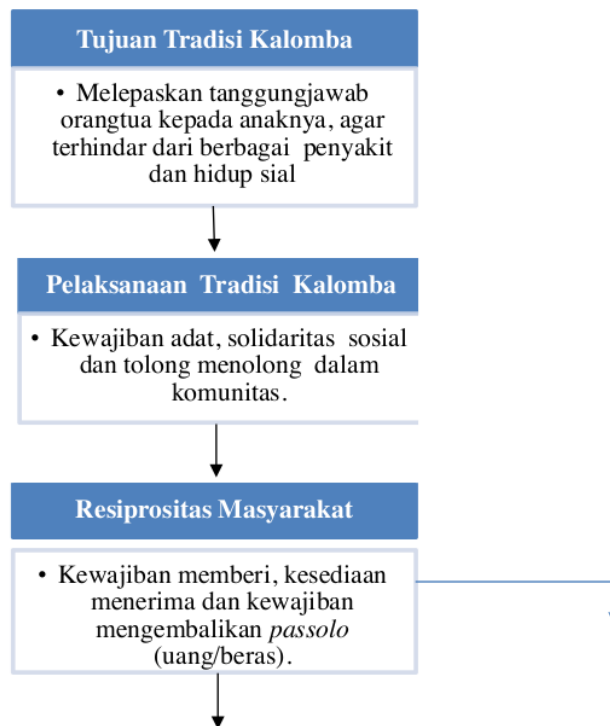 Tujuan Tradisi Kalomba
• Melepaskan tanggungjawab
orangtua kepada anaknya, agar
terhindar dari berbagai penyakit
dan hidup sial
Pelaksanaan Tradisi Kalomba
• Kewajiban adat, solidaritas sosial
dan tolong menolong dalam
komunitas.
Resiprositas Masyarakat
• Kewajiban memberi, kesediaan
menerima dan kewajiban
mengembalikan passolo
(uang/beras).